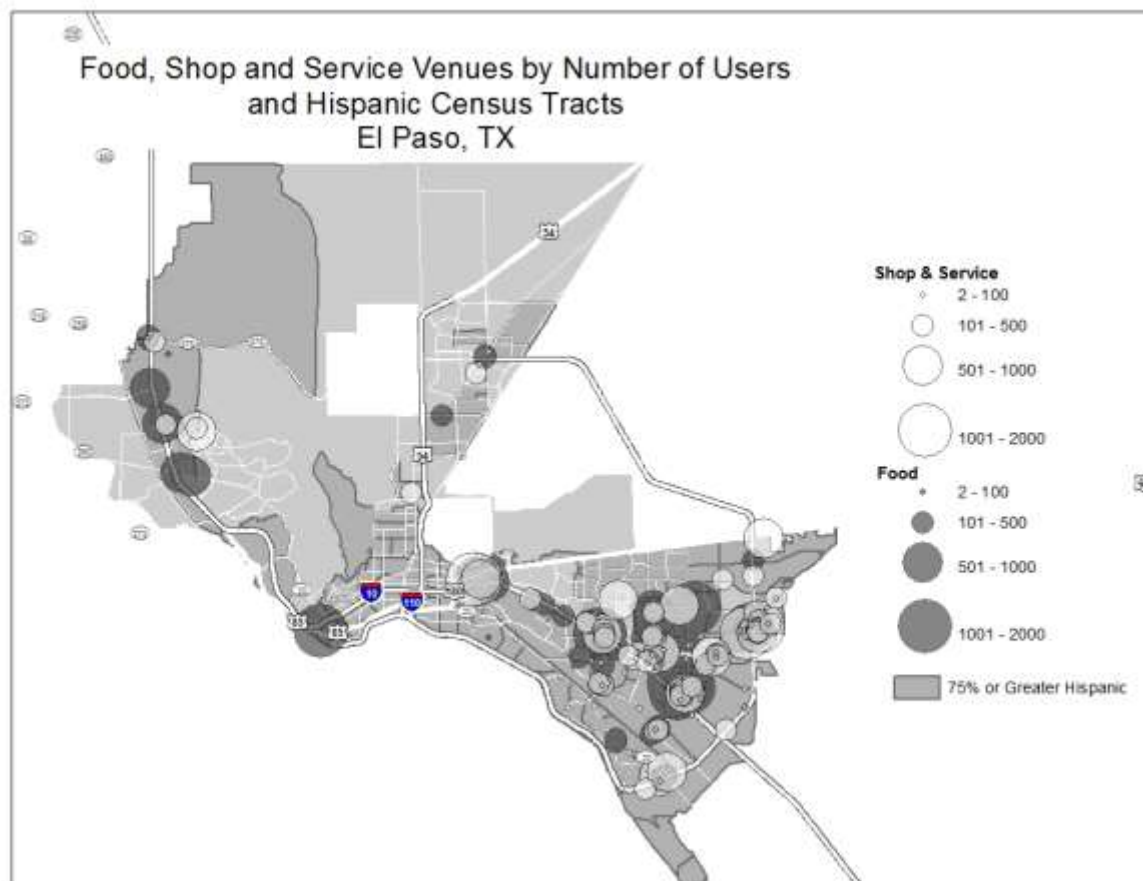 Food, Shop and Service Venues by Number of Users
and Hispanic Census Tracts
El Paso, TX
54
Shop & Service
2 - 100
101 - 500
501 - 1000
1001 - 2000
54
Food
2 - 100
101 - 500
501 - 1000
1001 - 2000
10
110
85
85
75% or Greater Hispanic